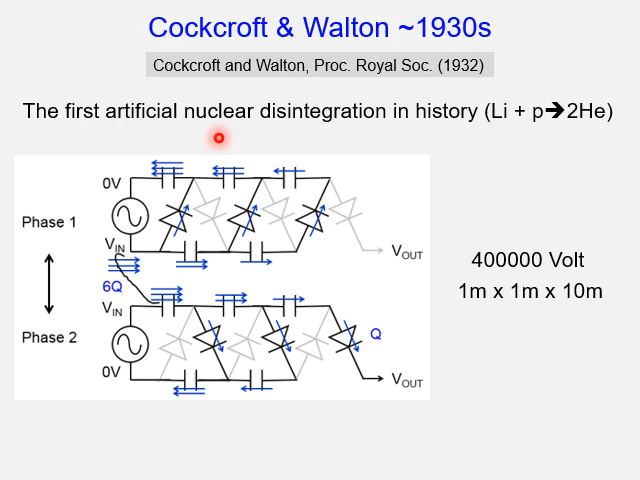 Cockcroft & Walton ~1930s
Cockcroft and Walton, Proc. Royal Soc. (1932)
The first artificial nuclear disintegration in history (Li + p➔2He)
0V
Phase 1
V_IN
V_OUT
400000 Volt
6Q
1m x 1m x 10m
V_IN
Phase 2
Q
0V
V_OUT